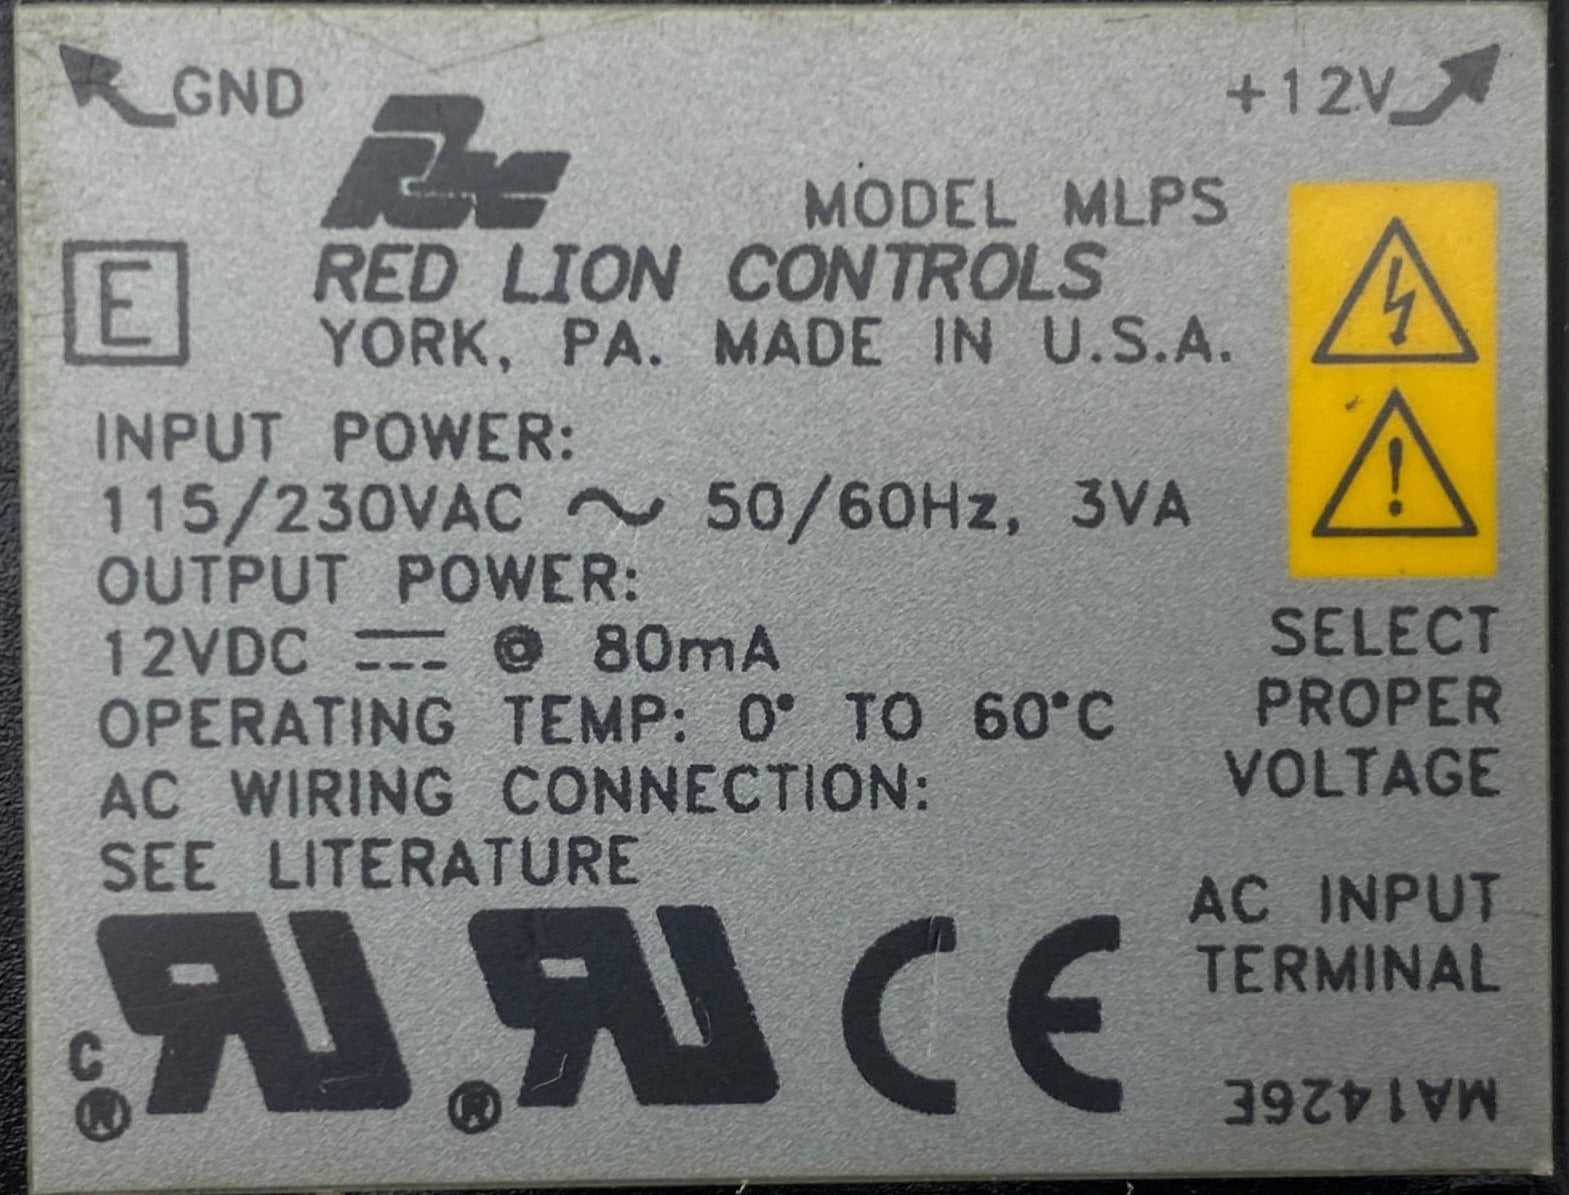 GND
+12V
MODEL MLPS
E
RED LION CONTROLS
YORK, PA. MADE IN U.S.A.
INPUT POWER:
115/230VAC ~ 50/60Hz, 3VA
OUTPUT POWER:
12VDC ⎓ @ 80mA
OPERATING TEMP: 0° TO 60°C
AC WIRING CONNECTION:
SEE LITERATURE
SELECT
PROPER
VOLTAGE
AC INPUT
TERMINAL
C RU ® RU ® CE
MA1426E